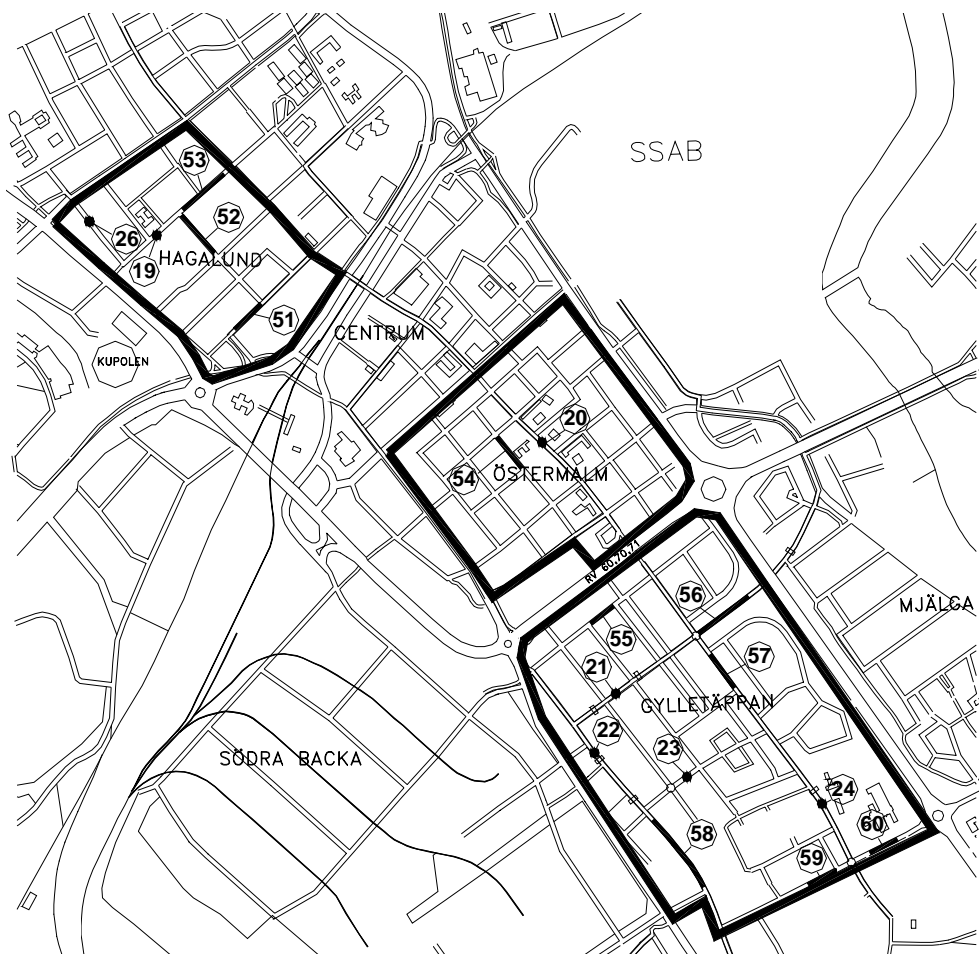 SSAB
53
52
26
19
HAGALUND
51
CENTRUM
KUPOLEN
20
54
ÖSTERMALM
RV 60,70,71
56
MJÄLGA
55
57
21
GYLLETÄPPAN
22
23
SÖDRA BACKA
24
60
58
59